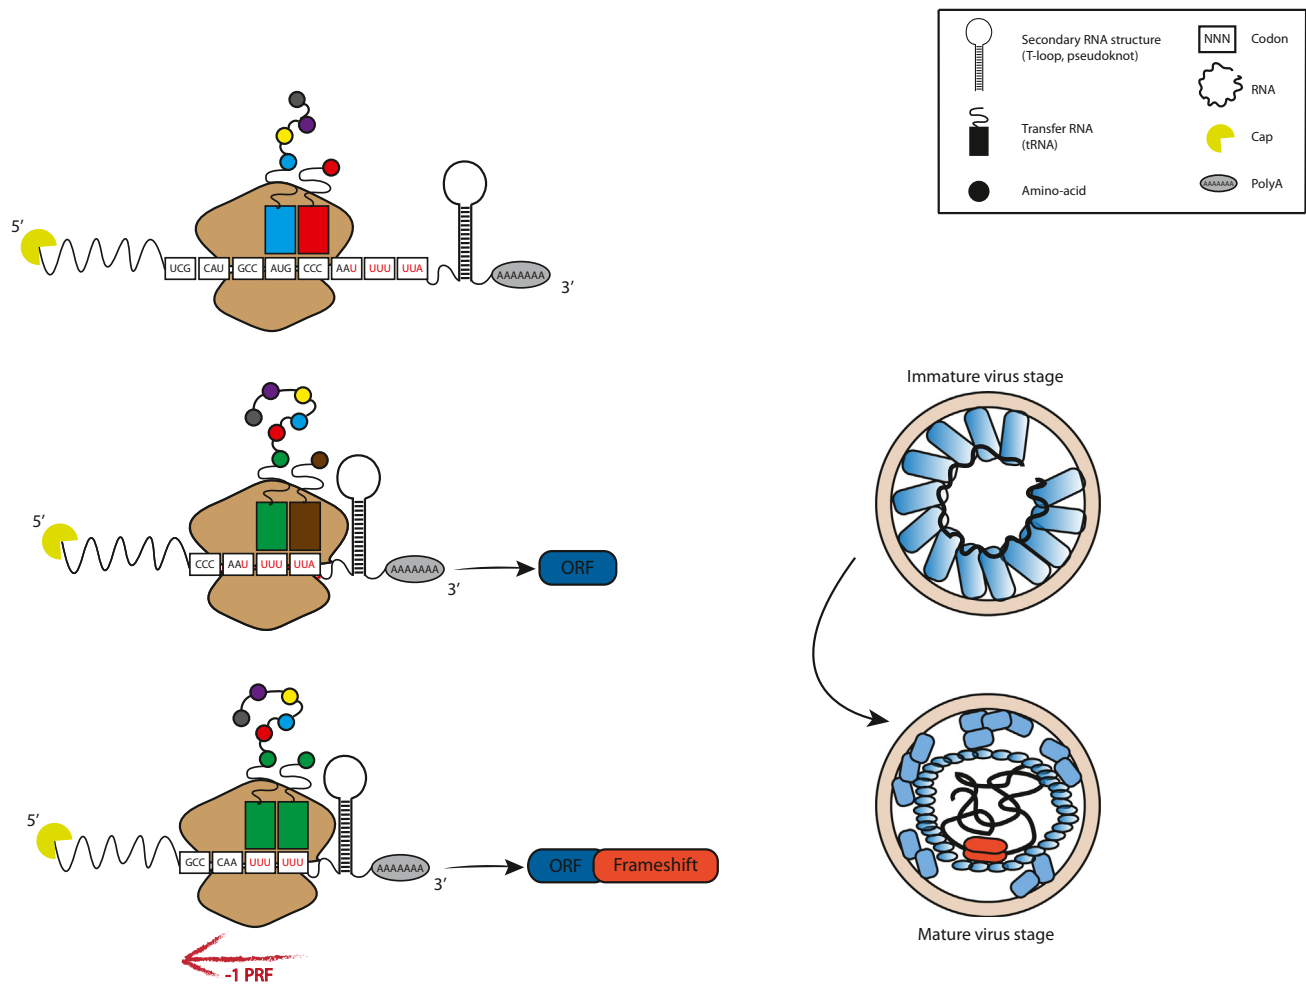 Secondary RNA structure
(T-loop, pseudoknot)
Transfer RNA
(tRNA)
Amino-acid
NNN
Codon
RNA
Cap
AAAAAAA
PolyA
5’
UCG CAU GCC AUG CCC AAU UUU UUA
AAAAAAA
3’
5’
CCC AAU UUU UUA
AAAAAAA
3’
ORF
5’
GCC CAA UUU UUU
AAAAAAA
3’
ORF
Frameshift
-1 PRF
Immature virus stage
Mature virus stage